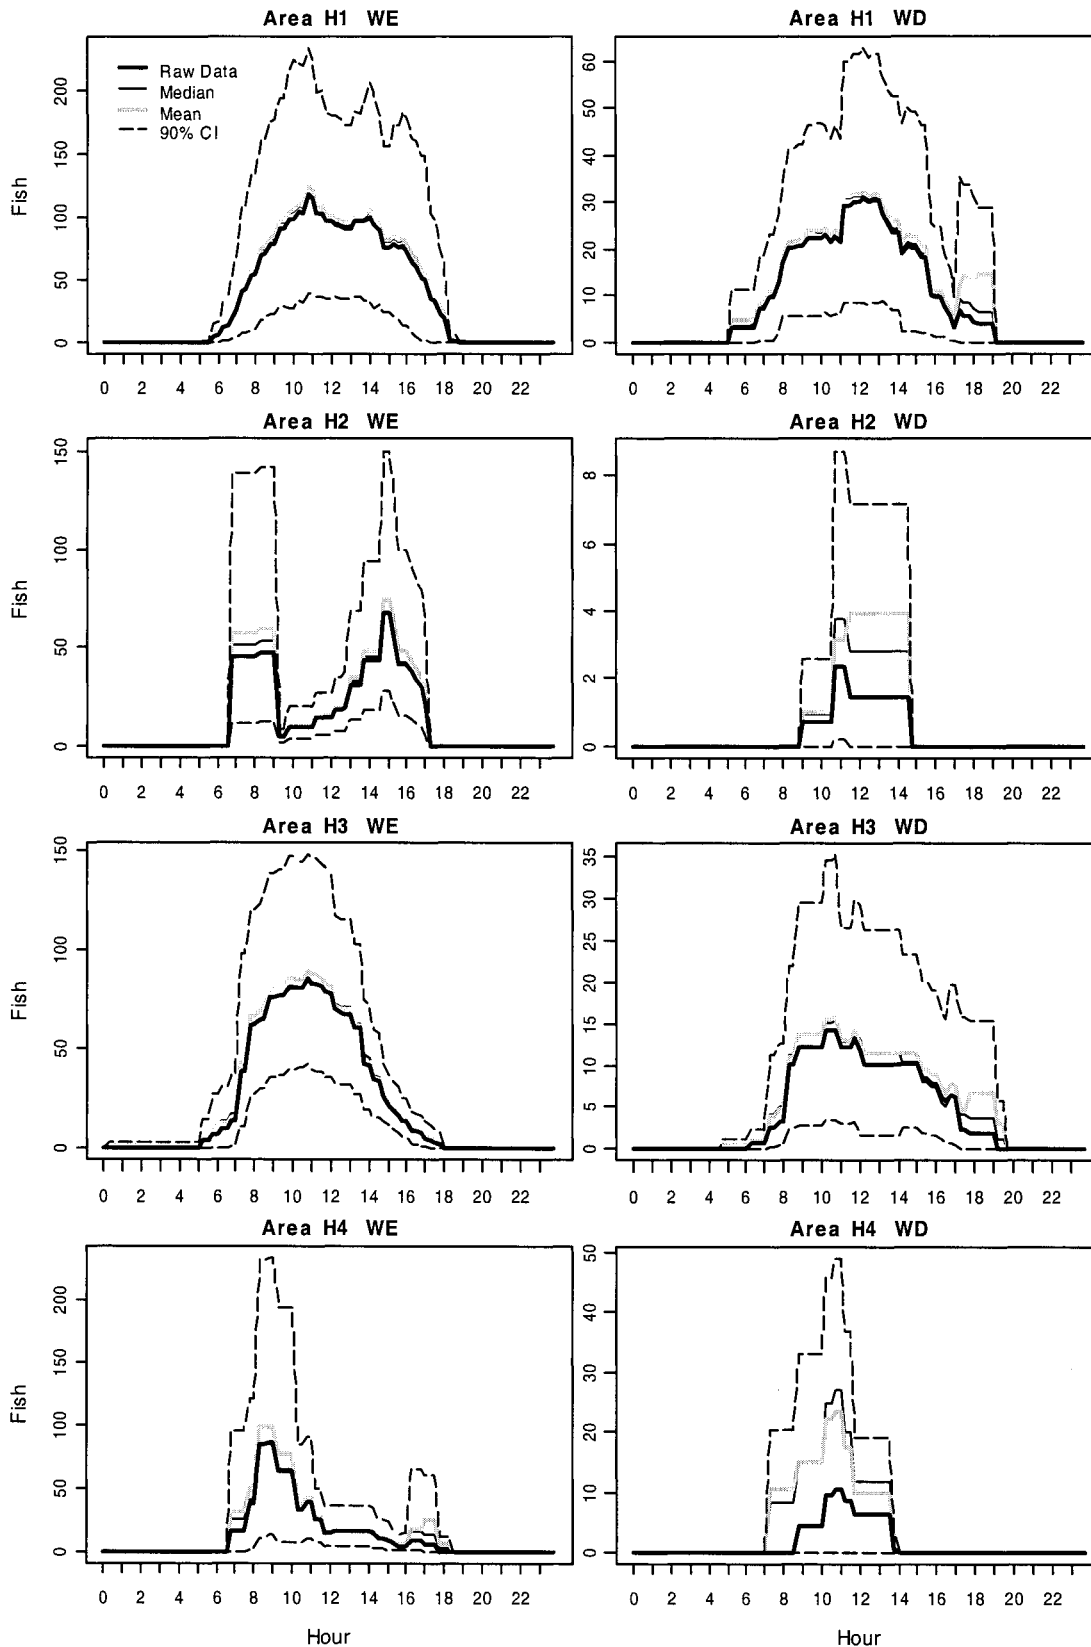 Area H1 WE
Area H1 WD
Raw Data
Median
Mean
90% CI
Fish
0 50 100 150 200
0 2 4 6 8 10 12 14 16 18 20 22
0 10 20 30 40 50 60
0 2 4 6 8 10 12 14 16 18 20 22
Area H2 WE
Area H2 WD
Fish
0 50 100 150
0 2 4 6 8 10 12 14 16 18 20 22
0 2 4 6 8
0 2 4 6 8 10 12 14 16 18 20 22
Area H3 WE
Area H3 WD
Fish
0 50 100 150
0 2 4 6 8 10 12 14 16 18 20 22
0 5 10 15 20 25 30 35
0 2 4 6 8 10 12 14 16 18 20 22
Area H4 WE
Area H4 WD
Fish
0 50 100 150 200
0 2 4 6 8 10 12 14 16 18 20 22
0 10 20 30 40 50
0 2 4 6 8 10 12 14 16 18 20 22
Hour
Hour